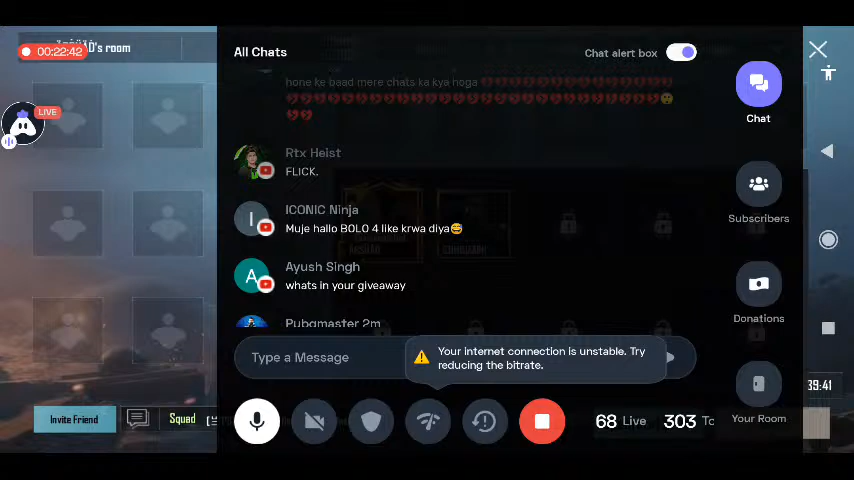 00:22:42
's room
All Chats
Chat alert box
hone ke baad mere chats ka kya hoga 💔💔💔💔💔💔💔💔💔💔💔💔💔💔💔💔
Chat
LIVE
Rtx Heist
FLICK.
ICONIC Ninja
I
Muje hallo BOLO 4 like krwa diya😅
Subscribers
Ayush Singh
A
whats in your giveaway
Donations
Pubgmaster 2m
Type a Message
Your internet connection is unstable. Try
reducing the bitrate.
39:41
Invite Friend
Squad
68 Live
303 To
Your Room